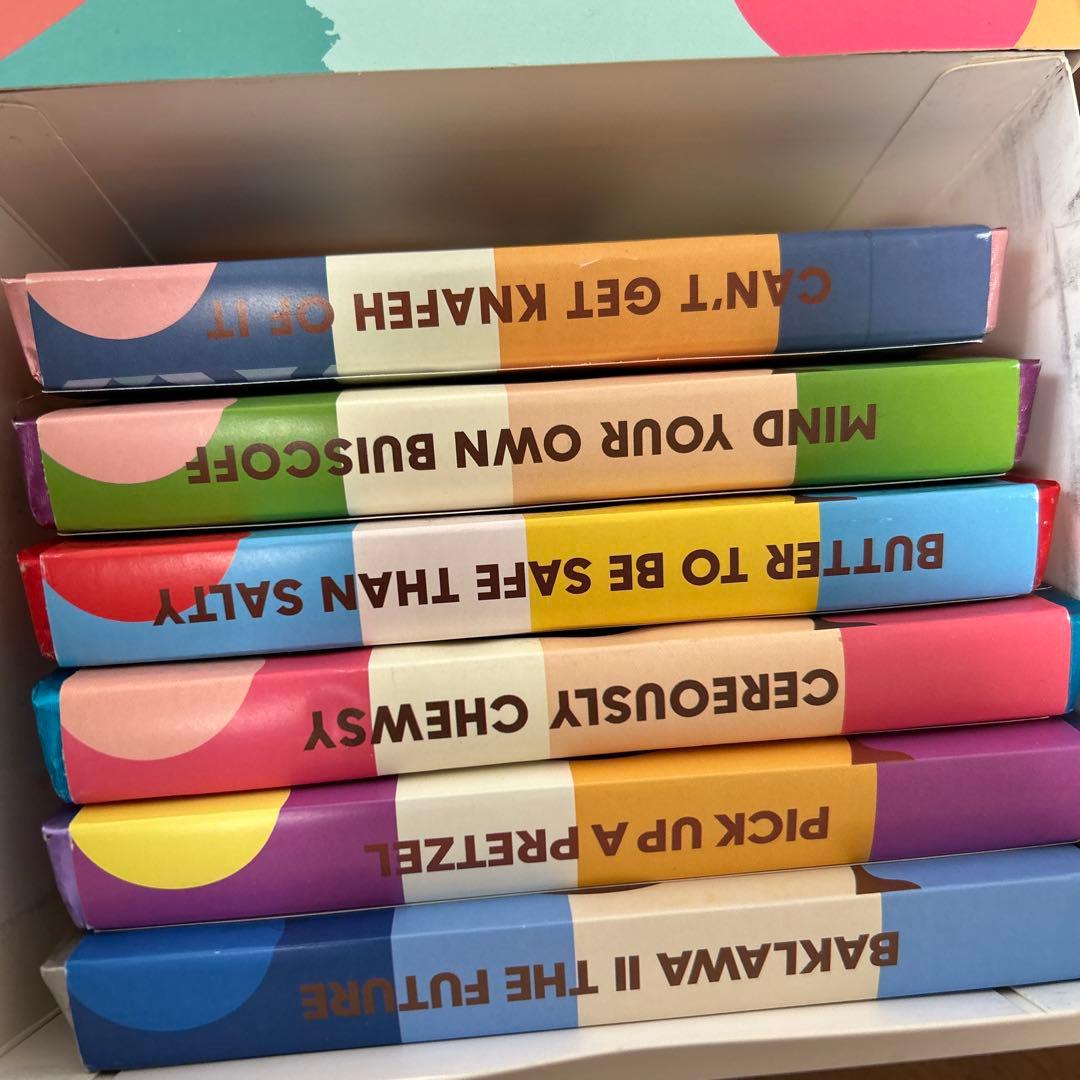 CAN'T GET KNAFEH OF IT
MIND YOUR OWN BUISCOFF
BUTTER TO BE SAFE THAN SALTY
CEREOUSLY CHEWSY
PICK UP A PRETZEL
BAKLAWA II THE FUTURE